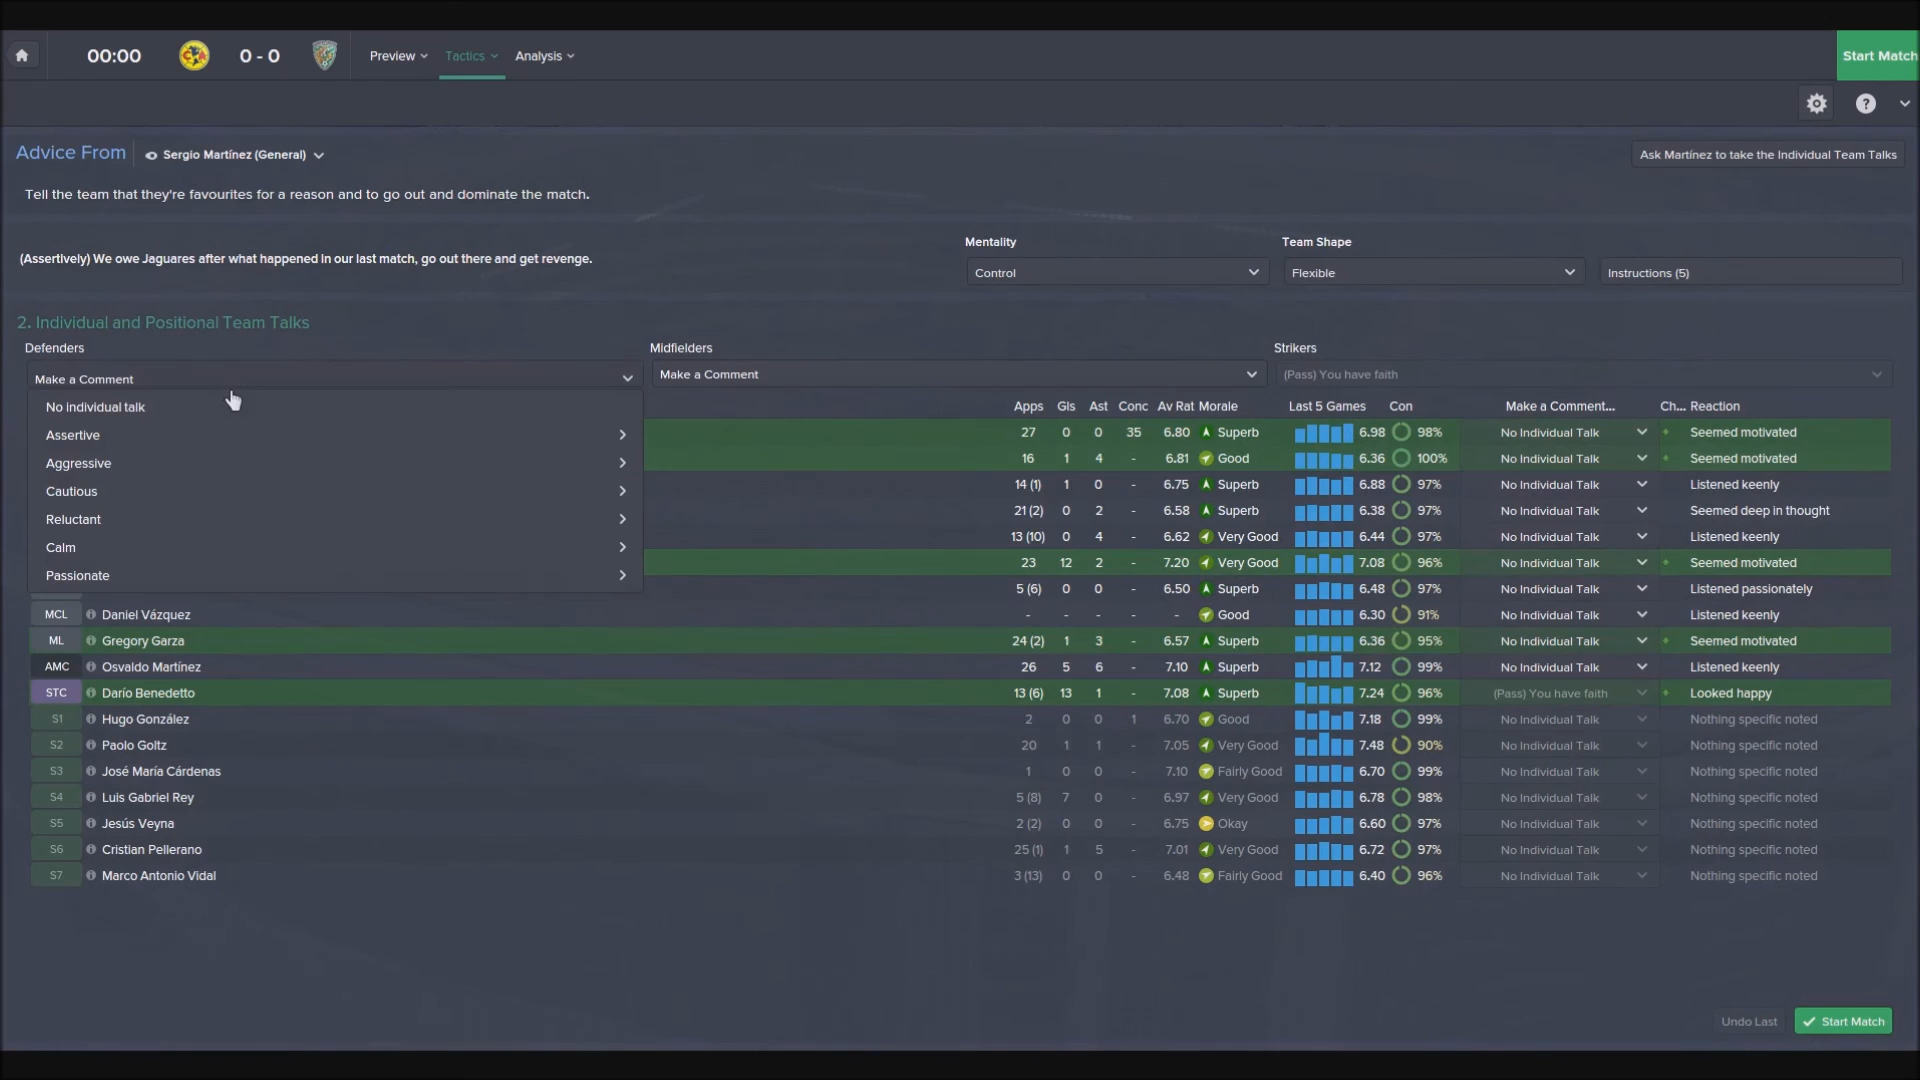 00:00 0 - 0 Preview Tactics Analysis Start Match
?
Advice From Sergio Martínez (General) Ask Martínez to take the Individual Team Talks
Tell the team that they're favourites for a reason and to go out and dominate the match.
Mentality Team Shape
(Assertively) We owe Jaguares after what happened in our last match, go out there and get revenge. Control Flexible Instructions (5)
2. Individual and Positional Team Talks
Defenders Midfielders Strikers
Make a Comment Make a Comment (Pass) You have faith
No individual talk Apps Gls Ast Conc Av Rat Morale Last 5 Games Con Make a Comment... Ch... Reaction
Assertive 27 0 0 35 6.80 Superb 6.98 98% No Individual Talk Seemed motivated
Aggressive 16 1 4 - 6.81 Good 6.36 100% No Individual Talk Seemed motivated
Cautious 14 (1) 1 0 - 6.75 Superb 6.88 97% No Individual Talk Listened keenly
Reluctant 21 (2) 0 2 - 6.58 Superb 6.38 97% No Individual Talk Seemed deep in thought
Calm 13 (10) 0 4 - 6.62 Very Good 6.44 97% No Individual Talk Listened keenly
Passionate 23 12 2 - 7.20 Very Good 7.08 96% No Individual Talk Seemed motivated
5 (6) 0 0 - 6.50 Superb 6.48 97% No Individual Talk Listened passionately
MCL Daniel Vázquez - - - - - Good 6.30 91% No Individual Talk Listened keenly
ML Gregory Garza 24 (2) 1 3 - 6.57 Superb 6.36 95% No Individual Talk Seemed motivated
AMC Osvaldo Martínez 26 5 6 - 7.10 Superb 7.12 99% No Individual Talk Listened keenly
STC Darío Benedetto 13 (6) 13 1 - 7.08 Superb 7.24 96% (Pass) You have faith Looked happy
S1 Hugo González 2 0 0 1 6.70 Good 7.18 99% No Individual Talk Nothing specific noted
S2 Paolo Goltz 20 1 1 - 7.05 Very Good 7.48 90% No Individual Talk Nothing specific noted
S3 José María Cárdenas 1 0 0 - 7.10 Fairly Good 6.70 99% No Individual Talk Nothing specific noted
S4 Luis Gabriel Rey 5 (8) 7 0 - 6.97 Very Good 6.78 98% No Individual Talk Nothing specific noted
S5 Jesús Veyna 2 (2) 0 0 - 6.75 Okay 6.60 97% No Individual Talk Nothing specific noted
S6 Cristian Pellerano 25 (1) 1 5 - 7.01 Very Good 6.72 97% No Individual Talk Nothing specific noted
S7 Marco Antonio Vidal 3 (13) 0 0 - 6.48 Fairly Good 6.40 96% No Individual Talk Nothing specific noted
Undo Last Start Match